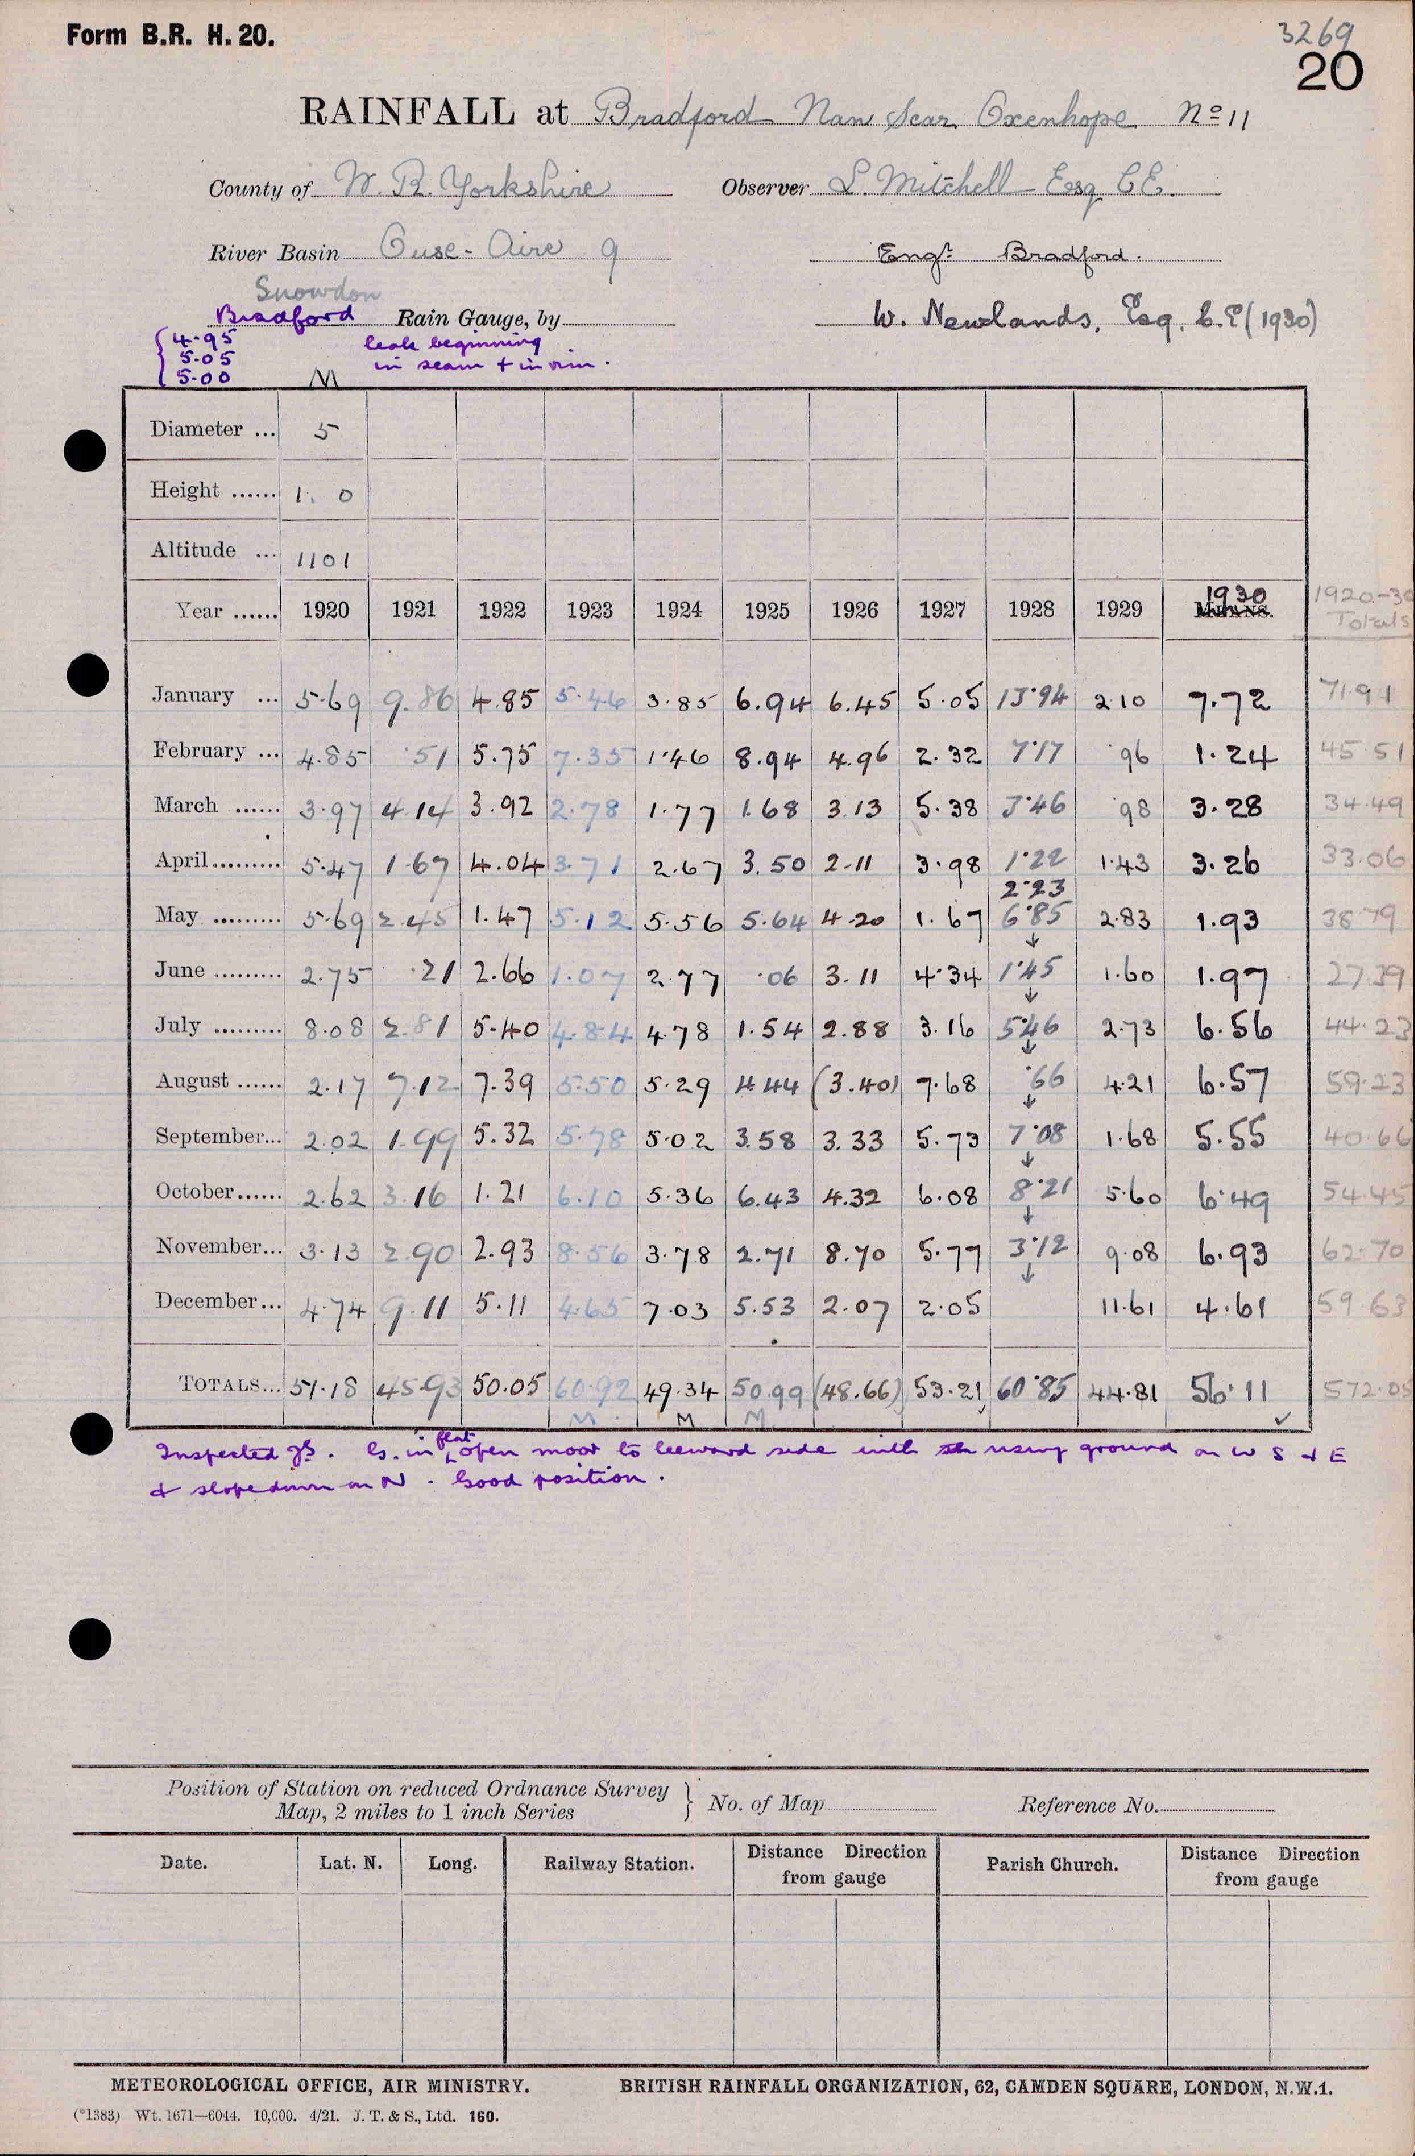 Form B.R. H. 20.
3269
20
RAINFALL at Bradford Nan Scar Oxenhope No 11
County of W. R. Yorkshire Observer L. Mitchell Esq C.E.
River Basin Ouse - Aire 9 Engr. Bradford.
Snowdon
Bradford Rain Gauge, by W. Newlands, Esq. C.E (1930)
4.95 leak beginning
5.05 in seam + in rim.
5.00 M
Diameter ... 5
Height ...... 1. 0
Altitude ... 1101
Year ...... 1920 1921 1922 1923 1924 1925 1926 1927 1928 1929 1930 1920-30 Totals
January ... 5.69 9.86 4.85 5.46 3.85 6.94 6.45 5.05 13.94 2.10 7.72 71.91
February ... 4.85 .51 5.75 7.35 1.46 8.94 4.96 2.32 7.17 .96 1.24 45.51
March ...... 3.97 4.14 3.92 2.78 1.77 1.68 3.13 5.38 3.46 .98 3.28 34.49
April ......... 5.47 1.67 4.04 3.71 2.67 3.50 2.11 3.98 1.22 1.43 3.26 33.06
2.23
May ......... 5.69 2.45 1.47 5.12 5.56 5.64 4.20 1.67 6.85 2.83 1.93 38.79
June ......... 2.75 .21 2.66 1.07 2.77 .06 3.11 4.34 1.45 1.60 1.97 27.39
July ......... 8.08 2.81 5.40 4.84 4.78 1.54 2.88 3.16 5.46 2.73 6.56 44.23
August ...... 2.17 7.12 7.39 5.50 5.29 4.44 (3.40) 7.68 .66 4.21 6.57 59.23
September... 2.02 1.99 5.32 5.78 5.02 3.58 3.33 5.73 7.08 1.68 5.55 40.66
October...... 2.62 3.16 1.21 6.10 5.36 6.43 4.32 6.08 8.21 5.60 6.49 54.45
November... 3.13 2.90 2.93 8.56 3.78 2.71 8.70 5.77 3.12 9.08 6.93 62.70
December... 4.74 9.11 5.11 4.65 7.03 5.53 2.07 2.05 11.61 4.61 59.63
TOTALS... 51.18 45.93 50.05 60.92 49.34 50.99 (48.66) 53.21 60.85 44.81 56.11 572.05
M M M
Inspected. G. in flat open moor to leeward side with rising ground on W S + E
+ slope down on N. Good position.
Position of Station on reduced Ordnance Survey
Map, 2 miles to 1 inch Series } No. of Map Reference No.
Date. Lat. N. Long. Railway Station. Distance Direction from gauge Parish Church. Distance Direction from gauge
METEOROLOGICAL OFFICE, AIR MINISTRY. BRITISH RAINFALL ORGANIZATION, 62, CAMDEN SQUARE, LONDON, N.W.1.
(*1383) Wt. 1671—6044. 10,000. 4/21. J. T. & S., Ltd. 160.